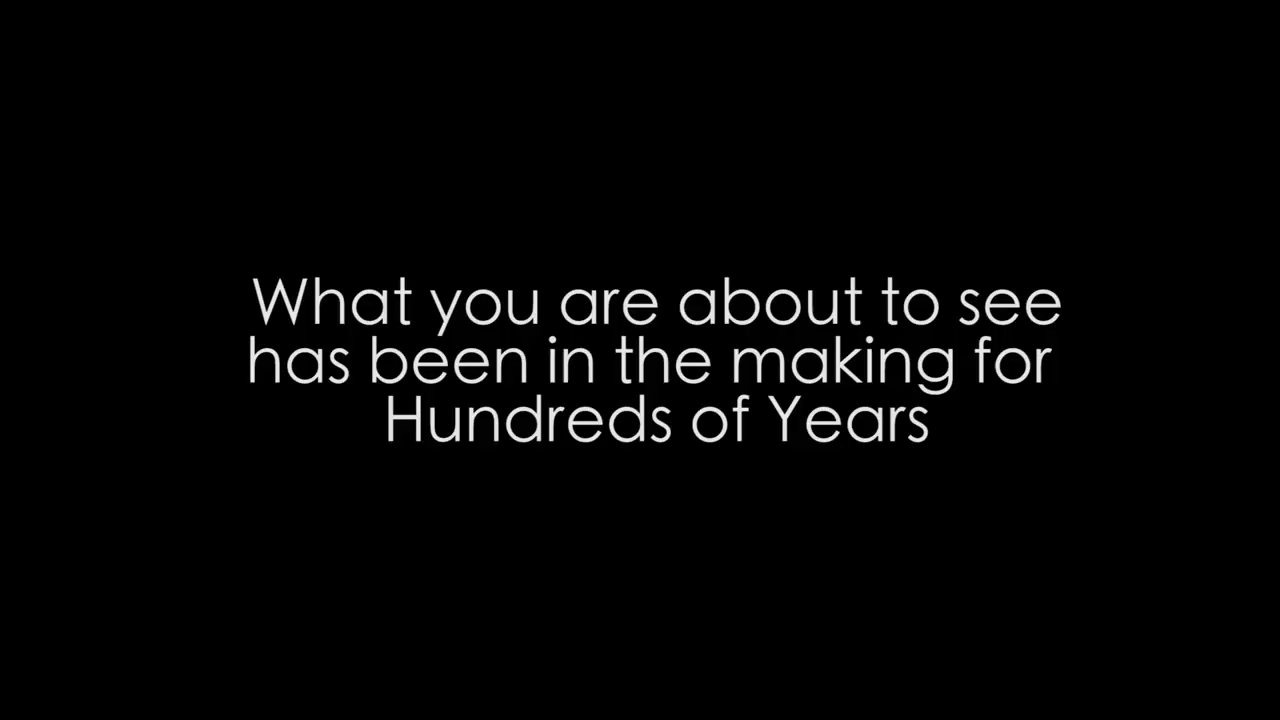 What you are about to see
has been in the making for
Hundreds of Years